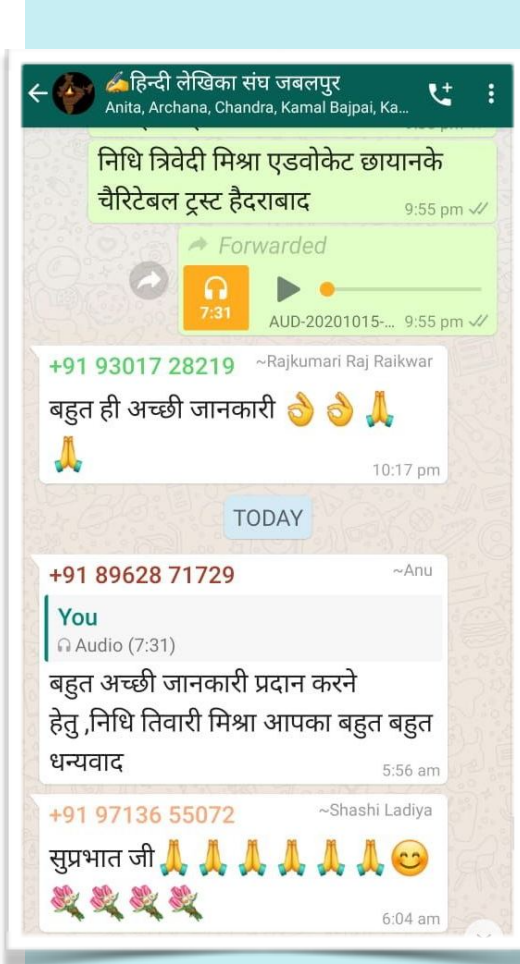 ✍️हिन्दी लेखिका संघ जबलपुर
Anita, Archana, Chandra, Kamal Bajpai, Ka...
निधि त्रिवेदी मिश्रा एडवोकेट छायानके
चैरिटेबल ट्रस्ट हैदराबाद
9:55 pm
Forwarded
7:31
AUD-20201015-... 9:55 pm
+91 93017 28219 ~Rajkumari Raj Raikwar
बहुत ही अच्छी जानकारी 👌👌🙏
🙏
10:17 pm
TODAY
+91 89628 71729 ~Anu
You
Audio (7:31)
बहुत अच्छी जानकारी प्रदान करने
हेतु ,निधि तिवारी मिश्रा आपका बहुत बहुत
धन्यवाद
5:56 am
+91 97136 55072 ~Shashi Ladiya
सुप्रभात जी🙏🙏🙏🙏🙏🙏😊
💐💐💐💐
6:04 am